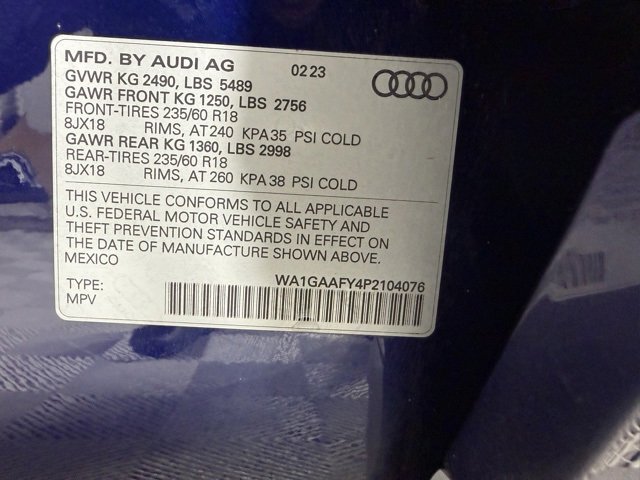 MFD. BY AUDI AG 02 23
GVWR KG 2490, LBS 5489
GAWR FRONT KG 1250, LBS 2756
FRONT-TIRES 235/60 R18
8JX18 RIMS, AT 240 KPA 35 PSI COLD
GAWR REAR KG 1360, LBS 2998
REAR-TIRES 235/60 R18
8JX18 RIMS, AT 260 KPA 38 PSI COLD
THIS VEHICLE CONFORMS TO ALL APPLICABLE
U.S. FEDERAL MOTOR VEHICLE SAFETY AND
THEFT PREVENTION STANDARDS IN EFFECT ON
THE DATE OF MANUFACTURE SHOWN ABOVE.
MEXICO
WA1GAAFY4P2104076
TYPE:
MPV